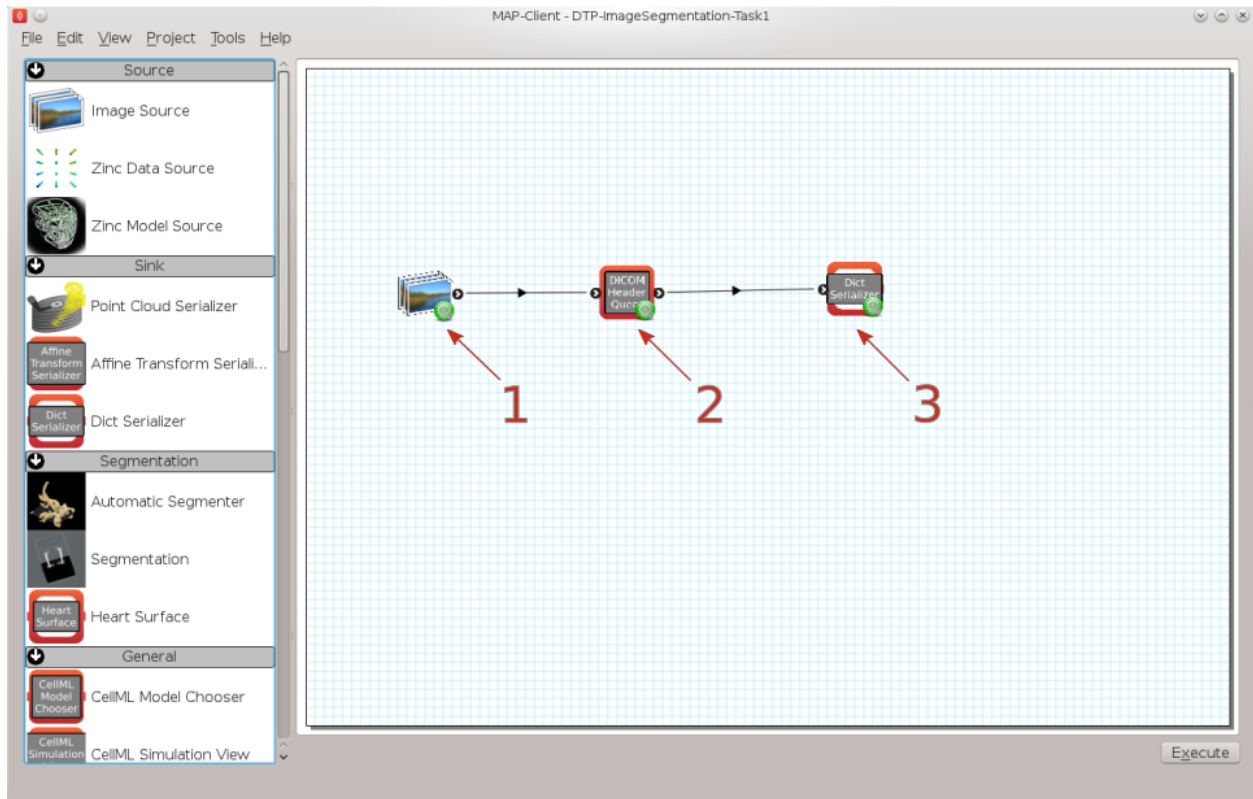 MAP-Client - DTP-ImageSegmentation-Task1
File Edit View Project Tools Help
Source
Image Source
Zinc Data Source
Zinc Model Source
Sink
Point Cloud Serializer
Affine
Transform
Serializer
Affine Transform Seriali...
Dict
Serializer
Dict Serializer
Segmentation
Automatic Segmenter
Segmentation
Heart
Surface
Heart Surface
General
CellML
Model
Chooser
CellML Model Chooser
CellML
Simulation
CellML Simulation View
DICOM
Header
Dict
Serializer
1
2
3
Execute